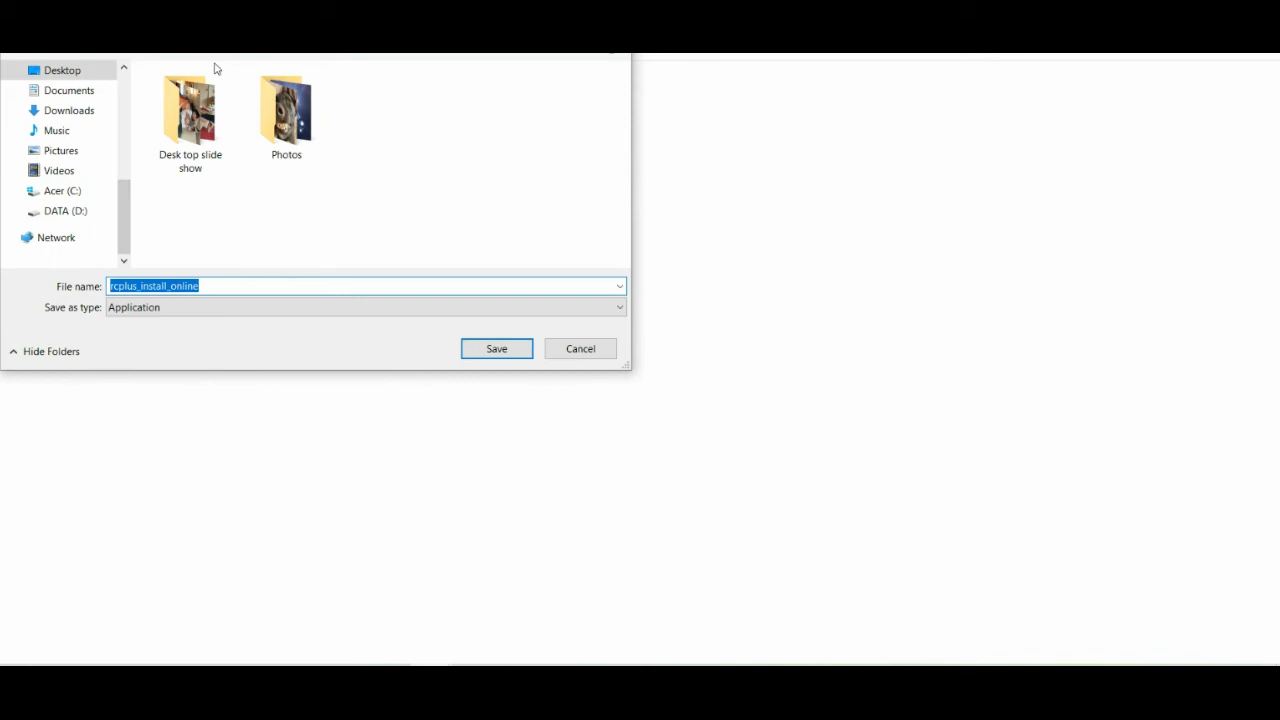 Desktop
Documents
Downloads
Music
Pictures
Videos
Acer (C:)
DATA (D:)
Network
Desk top slide
show
Photos
File name: rcplus_install_online
Save as type: Application
Hide Folders
Save
Cancel